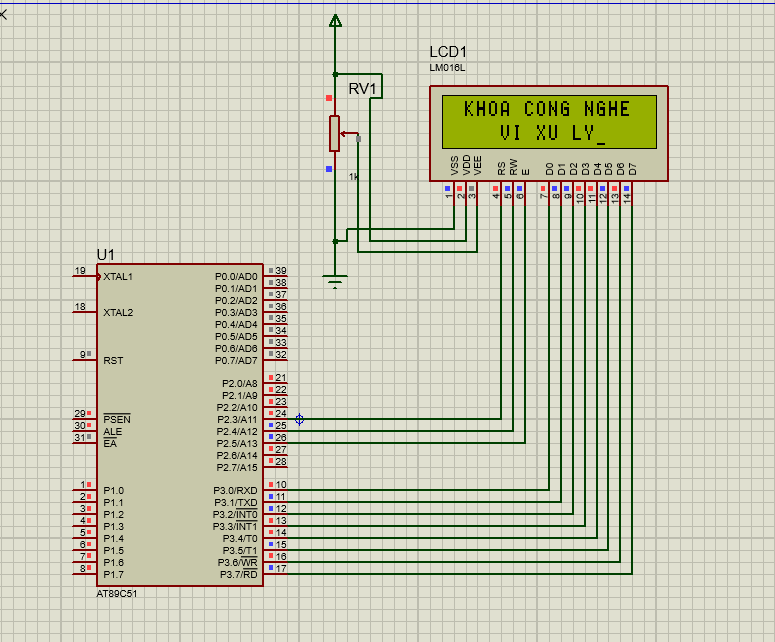 LCD1
LM016L
RV1
KHOA CONG NGHE
VI XU LY_
1k
VSS VDD VEE RS RW E D0 D1 D2 D3 D4 D5 D6 D7
1 2 3 4 5 6 7 8 9 10 11 12 13 14
U1
19 XTAL1 P0.0/AD0 39
P0.1/AD1 38
P0.2/AD2 37
18 XTAL2 P0.3/AD3 36
P0.4/AD4 35
P0.5/AD5 34
P0.6/AD6 33
9 RST P0.7/AD7 32
P2.0/A8 21
P2.1/A9 22
P2.2/A10 23
29 PSEN P2.3/A11 24
30 ALE P2.4/A12 25
31 EA P2.5/A13 26
P2.6/A14 27
P2.7/A15 28
1 P1.0 P3.0/RXD 10
2 P1.1 P3.1/TXD 11
3 P1.2 P3.2/INT0 12
4 P1.3 P3.3/INT1 13
5 P1.4 P3.4/T0 14
6 P1.5 P3.5/T1 15
7 P1.6 P3.6/WR 16
8 P1.7 P3.7/RD 17
AT89C51